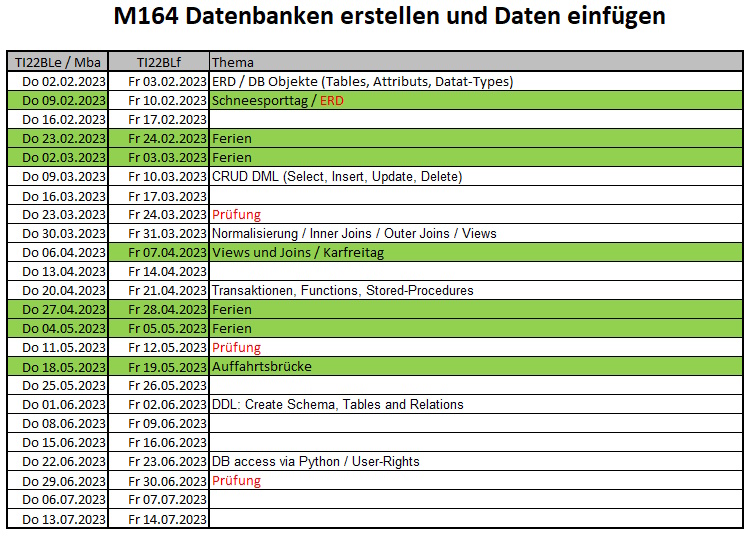 M164 Datenbanken erstellen und Daten einfügen
TI22BLe / Mba TI22BLf Thema
Do 02.02.2023 Fr 03.02.2023 ERD / DB Objekte (Tables, Attributs, Datat-Types)
Do 09.02.2023 Fr 10.02.2023 Schneesporttag / ERD
Do 16.02.2023 Fr 17.02.2023
Do 23.02.2023 Fr 24.02.2023 Ferien
Do 02.03.2023 Fr 03.03.2023 Ferien
Do 09.03.2023 Fr 10.03.2023 CRUD DML (Select, Insert, Update, Delete)
Do 16.03.2023 Fr 17.03.2023
Do 23.03.2023 Fr 24.03.2023 Prüfung
Do 30.03.2023 Fr 31.03.2023 Normalisierung / Inner Joins / Outer Joins / Views
Do 06.04.2023 Fr 07.04.2023 Views und Joins / Karfreitag
Do 13.04.2023 Fr 14.04.2023
Do 20.04.2023 Fr 21.04.2023 Transaktionen, Functions, Stored-Procedures
Do 27.04.2023 Fr 28.04.2023 Ferien
Do 04.05.2023 Fr 05.05.2023 Ferien
Do 11.05.2023 Fr 12.05.2023 Prüfung
Do 18.05.2023 Fr 19.05.2023 Auffahrtsbrücke
Do 25.05.2023 Fr 26.05.2023
Do 01.06.2023 Fr 02.06.2023 DDL: Create Schema, Tables and Relations
Do 08.06.2023 Fr 09.06.2023
Do 15.06.2023 Fr 16.06.2023
Do 22.06.2023 Fr 23.06.2023 DB access via Python / User-Rights
Do 29.06.2023 Fr 30.06.2023 Prüfung
Do 06.07.2023 Fr 07.07.2023
Do 13.07.2023 Fr 14.07.2023